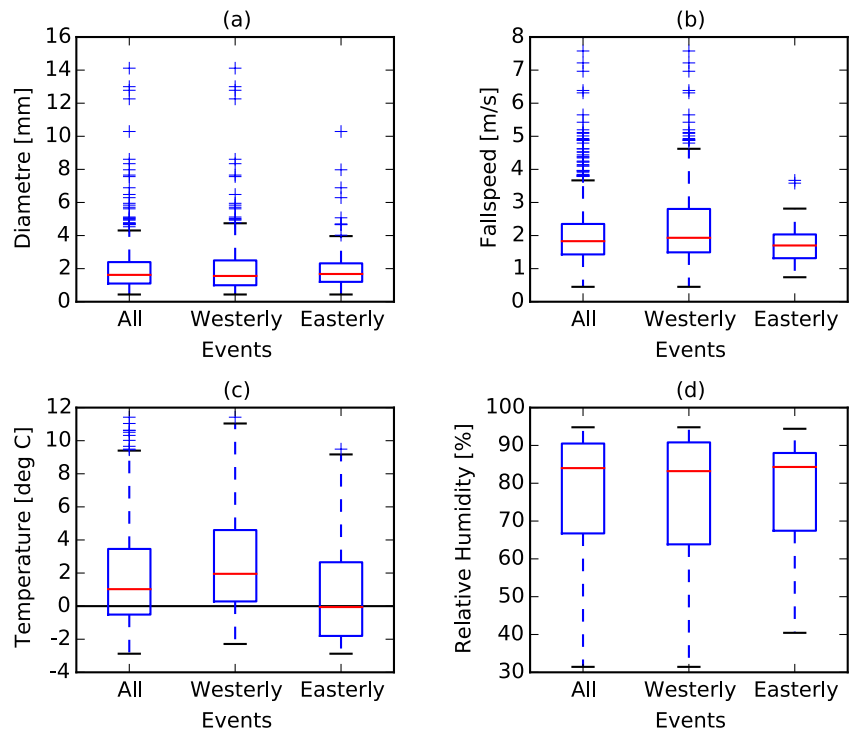 (a)
Diametre [mm]
16
14
12
10
8
6
4
2
0
All Westerly Easterly
Events
(b)
Fallspeed [m/s]
8
7
6
5
4
3
2
1
0
All Westerly Easterly
Events
(c)
Temperature [deg C]
12
10
8
6
4
2
0
-2
-4
All Westerly Easterly
Events
(d)
Relative Humidity [%]
100
90
80
70
60
50
40
30
All Westerly Easterly
Events